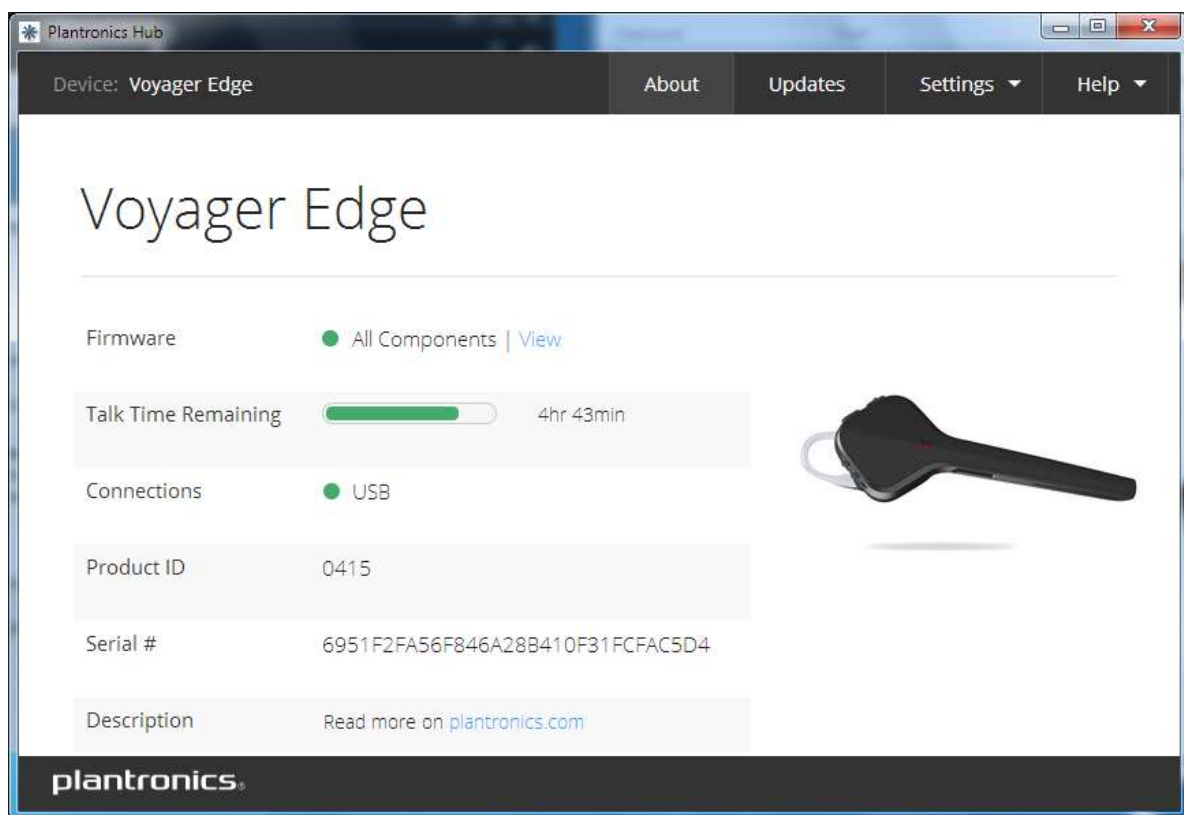 Plantronics Hub
Device: Voyager Edge About Updates Settings Help
Voyager Edge
Firmware All Components | View
Talk Time Remaining 4hr 43min
Connections USB
Product ID 0415
Serial # 6951F2FA56F846A28B410F31FCFAC5D4
Description Read more on plantronics.com
plantronics®